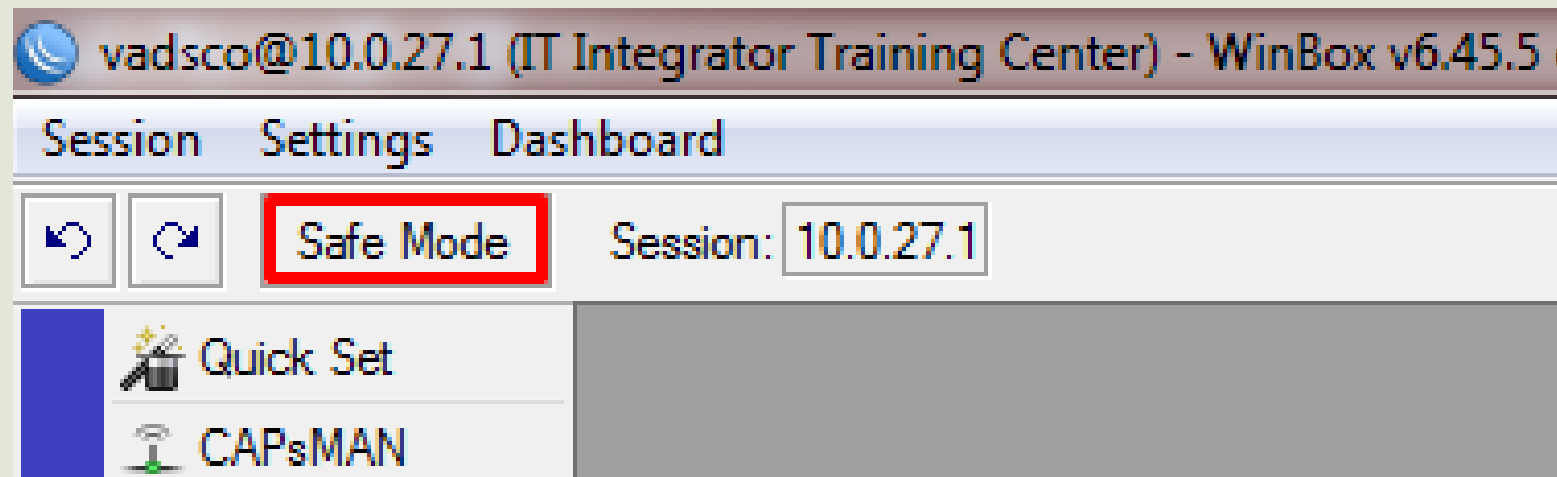 vadsco@10.0.27.1 (IT Integrator Training Center) - WinBox v6.45.5
Session Settings Dashboard
Safe Mode Session: 10.0.27.1
Quick Set
CAPsMAN